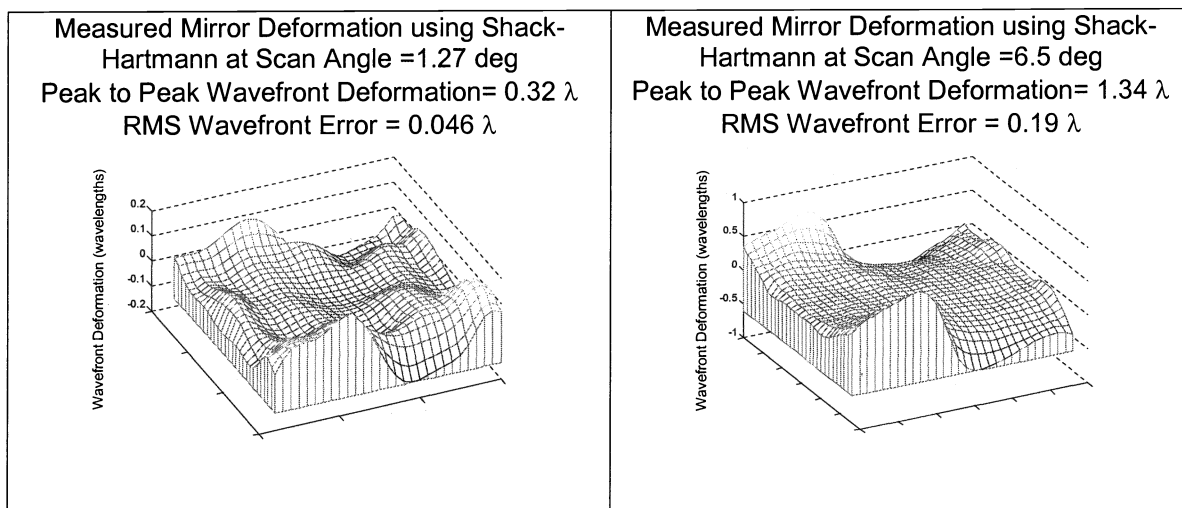 Measured Mirror Deformation using Shack-
Hartmann at Scan Angle =1.27 deg
Peak to Peak Wavefront Deformation= 0.32 λ
RMS Wavefront Error = 0.046 λ
Wavefront Deformation (wavelengths)
0.2
0.1
0
-0.1
-0.2
Measured Mirror Deformation using Shack-
Hartmann at Scan Angle =6.5 deg
Peak to Peak Wavefront Deformation= 1.34 λ
RMS Wavefront Error = 0.19 λ
Wavefront Deformation (wavelengths)
1
0.5
0
-0.5
-1